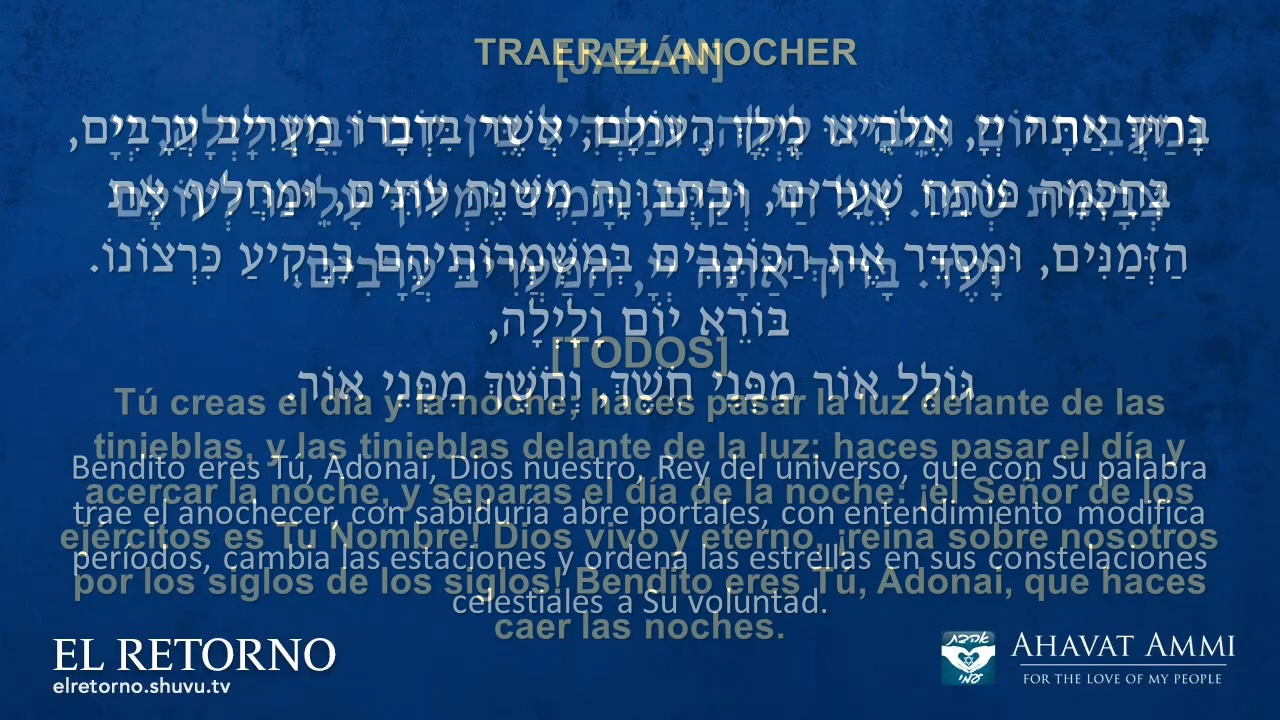 TRAER EL ANOCHER
[JAZÁN]
בָּרוּךְ אַתָּה יְיָ, אֱלֹהֵינוּ מֶלֶךְ הָעוֹלָם, אֲשֶׁר בִּדְבָרוֹ מַעֲרִיב עֲרָבִים,
בְּחָכְמָה פּוֹתֵחַ שְׁעָרִים, וּבִתְבוּנָה מְשַׁנֶּה עִתִּים, וּמַחֲלִיף אֶת
הַזְּמַנִּים, וּמְסַדֵּר אֶת הַכּוֹכָבִים בְּמִשְׁמְרוֹתֵיהֶם בָּרָקִיעַ כִּרְצוֹנוֹ.
וָעֶד. בָּרוּךְ אַתָּה יְיָ, הַמַּעֲרִיב עֲרָבִים.
בּוֹרֵא יוֹם וָלַיְלָה,
[TODOS]
גּוֹלֵל אוֹר מִפְּנֵי חֹשֶׁךְ, וְחֹשֶׁךְ מִפְּנֵי אוֹר.
Tú creas el día y la noche, haces pasar la luz delante de las
tinieblas, y las tinieblas delante de la luz; haces pasar el día y
acercar la noche, y separas el día de la noche: ¡el Señor de los
ejércitos es Tu Nombre! Dios vivo y eterno, ¡reina sobre nosotros
por los siglos de los siglos! Bendito eres Tú, Adonai, que haces
caer las noches.
Bendito eres Tú, Adonai, Dios nuestro, Rey del universo, que con Su palabra
trae el anochecer, con sabiduría abre portales, con entendimiento modifica
períodos, cambia las estaciones y ordena las estrellas en sus constelaciones
celestiales a Su voluntad.
EL RETORNO
elretorno.shuvu.tv
אהבת
עמי
AHAVAT AMMI
FOR THE LOVE OF MY PEOPLE